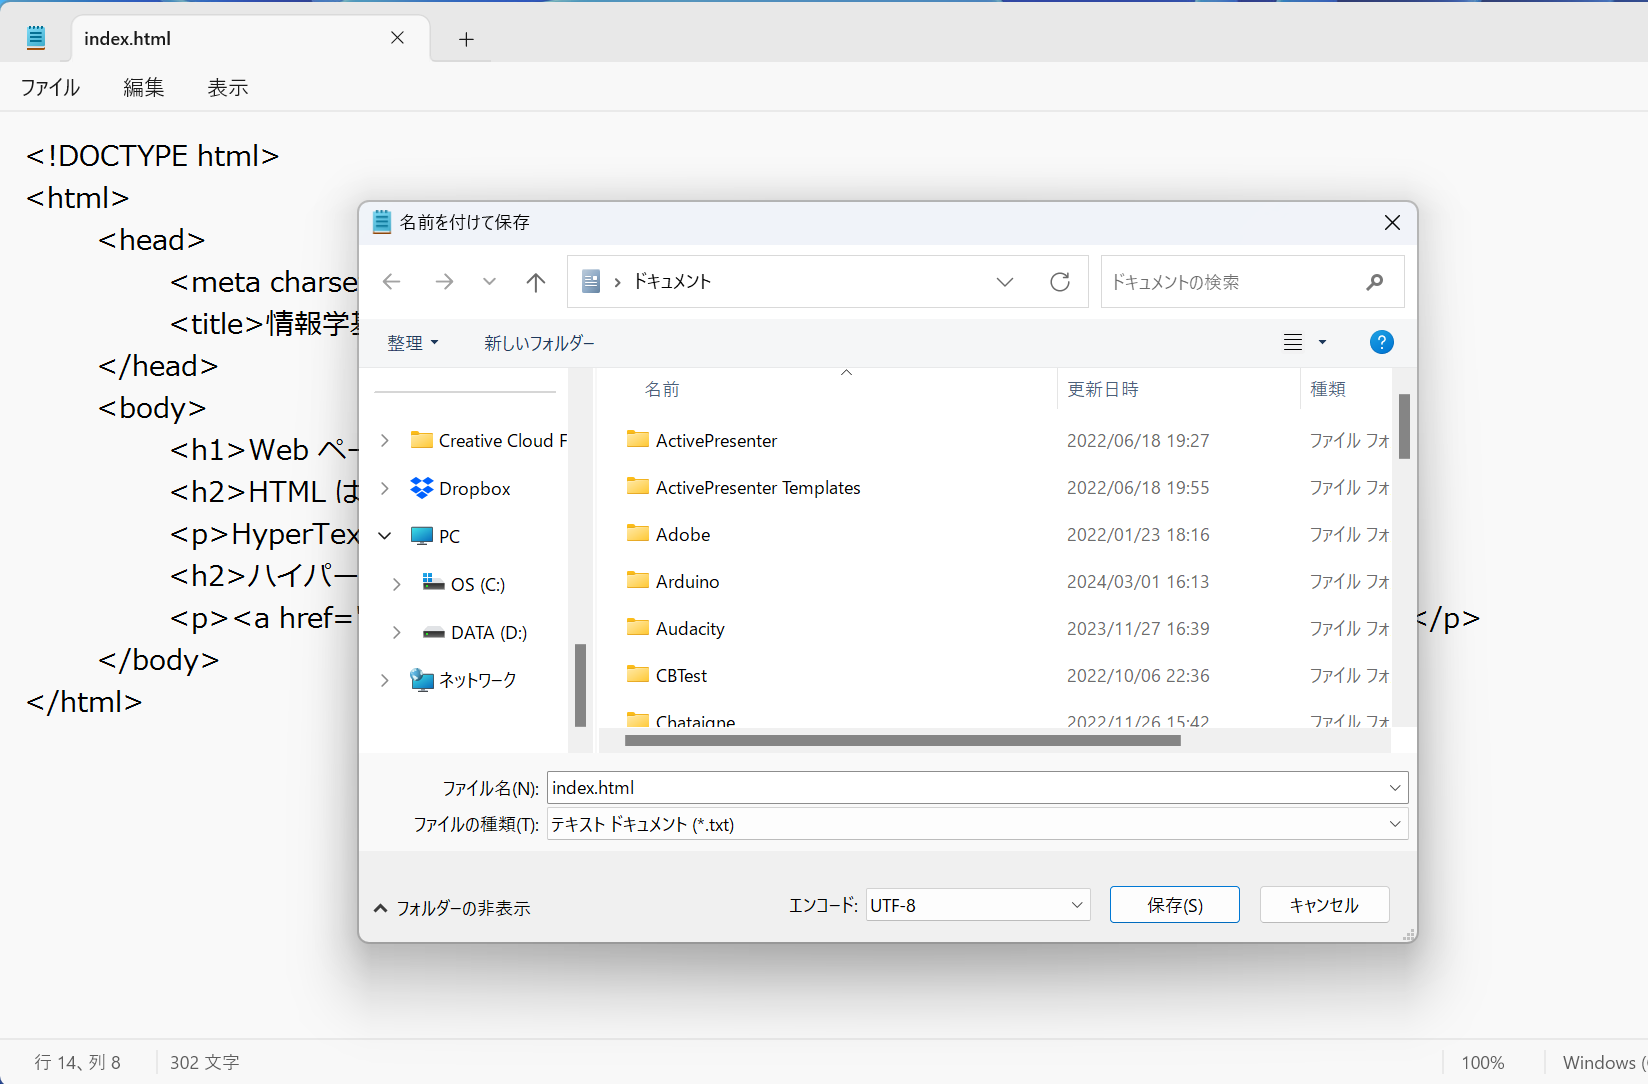 index.html
ファイル 編集 表示
<!DOCTYPE html>
<html>
<head>
<meta charse
<title>情報学
</head>
<body>
<h1>Web ペー
<h2>HTML は
<p>HyperTex
<h2>ハイパー
<p><a href=
</p>
</body>
</html>
名前を付けて保存
ドキュメント
ドキュメントの検索
整理 新しいフォルダー
?
名前 更新日時 種類
Creative Cloud F
Dropbox
PC
OS (C:)
DATA (D:)
ネットワーク
ActivePresenter 2022/06/18 19:27 ファイル フォ
ActivePresenter Templates 2022/06/18 19:55 ファイル フォ
Adobe 2022/01/23 18:16 ファイル フォ
Arduino 2024/03/01 16:13 ファイル フォ
Audacity 2023/11/27 16:39 ファイル フォ
CBTest 2022/10/06 22:36 ファイル フォ
Chataigne 2022/11/26 15:42 ファイル フォ
ファイル名(N): index.html
ファイルの種類(T): テキスト ドキュメント (*.txt)
フォルダーの非表示
エンコード: UTF-8
保存(S) キャンセル
行 14、列 8 302 文字
100% Windows (